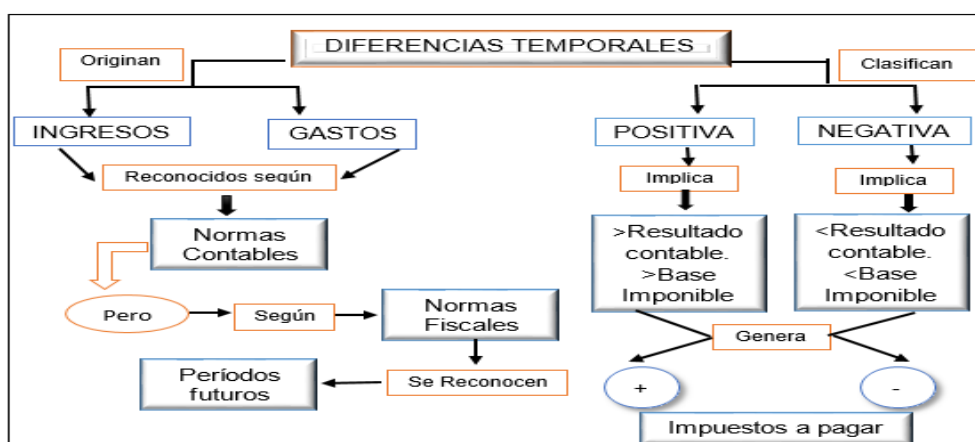 DIFERENCIAS TEMPORALES
Originan
Clasifican
INGRESOS
GASTOS
POSITIVA
NEGATIVA
Reconocidos según
Implica
Implica
Normas
Contables
>Resultado
contable.
>Base
Imponible
<Resultado
contable.
<Base
Imponible
Pero
Según
Normas
Fiscales
Genera
Períodos
futuros
Se Reconocen
+
-
Impuestos a pagar